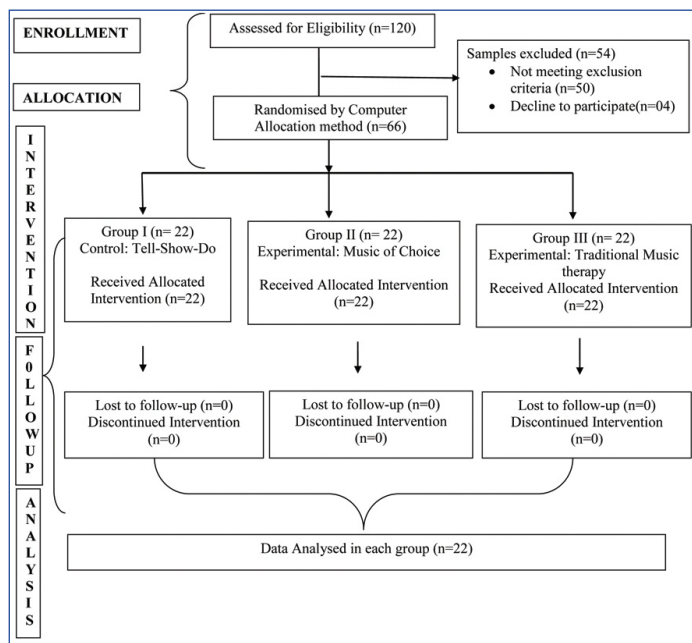 ENROLLMENT
Assessed for Eligibility (n=120)
Samples excluded (n=54)
• Not meeting exclusion
criteria (n=50)
• Decline to participate(n=04)
ALLOCATION
Randomised by Computer
Allocation method (n=66)
INTERVENTION
Group I (n= 22)
Control: Tell-Show-Do
Received Allocated
Intervention (n=22)
Group II (n= 22)
Experimental: Music of Choice
Received Allocated Intervention
(n=22)
Group III (n=22)
Experimental: Traditional Music
therapy
Received Allocated Intervention
(n=22)
F0LLOWUP
Lost to follow-up (n=0)
Discontinued Intervention
(n=0)
Lost to follow-up (n=0)
Discontinued Intervention
(n=0)
Lost to follow-up (n=0)
Discontinued Intervention
(n=0)
ANALYSIS
Data Analysed in each group (n=22)